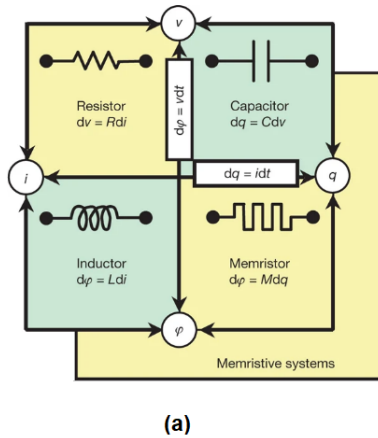 v
Resistor
dv = Rdi
dφ = vdt
Capacitor
dq = Cdv
i
dq = idt
q
Inductor
dφ = Ldi
Memristor
dφ = Mdq
φ
Memristive systems
(a)